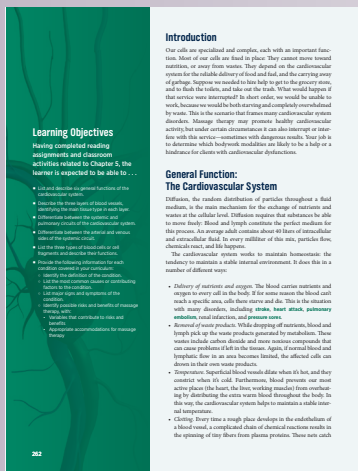 Learning Objectives
Having completed reading
assignments and classroom
activities related to Chapter 5, the
learner is expected to be able to . . .
List and describe six general functions of the
cardiovascular system.
Describe the three layers of blood vessels,
identifying the main tissue type in each layer.
Differentiate between the systemic and
pulmonary circuits of the cardiovascular system.
Differentiate between the arterial and venous
sides of the systemic circuit.
List the three types of blood cells or cell
fragments and describe their functions.
Provide the following information for each
condition covered in your curriculum:
Identify the definition of the condition.
List the most common causes or contributing
factors to the condition.
List major signs and symptoms of the
condition.
Identify possible risks and benefits of massage
therapy, with:
Variables that contribute to risks and
benefits
Appropriate accommodations for massage
therapy
262
Introduction
Our cells are specialized and complex, each with an important func-
tion. Most of our cells are fixed in place: They cannot move toward
nutrition, or away from wastes. They depend on the cardiovascular
system for the reliable delivery of food and fuel, and the carrying away
of garbage. Suppose we needed to hire help to get to the grocery store,
and to flush the toilets, and take out the trash. What would happen if
that service were interrupted? In short order, we would be unable to
work, because we would be both starving and completely overwhelmed
by waste. This is the scenario that frames many cardiovascular system
disorders. Massage therapy may promote healthy cardiovascular
activity, but under certain circumstances it can also interrupt or inter-
fere with this service—sometimes with dangerous results. Your job is
to determine which bodywork modalities are likely to be a help or a
hindrance for clients with cardiovascular dysfunctions.
General Function:
The Cardiovascular System
Diffusion, the random distribution of particles throughout a fluid
medium, is the main mechanism for the exchange of nutrients and
wastes at the cellular level. Diffusion requires that substances be able
to move freely: Blood and lymph constitute the perfect medium for
this process. An average adult contains about 40 liters of intracellular
and extracellular fluid. In every milliliter of this mix, particles flow,
chemicals react, and life happens.
The cardiovascular system works to maintain homeostasis: the
tendency to maintain a stable internal environment. It does this in a
number of different ways:
• Delivery of nutrients and oxygen. The blood carries nutrients and
oxygen to every cell in the body. If for some reason the blood can't
reach a specific area, cells there starve and die. This is the situation
with many disorders, including stroke, heart attack, pulmonary
embolism, renal infarction, and pressure sores.
• Removal of waste products. While dropping off nutrients, blood and
lymph pick up the waste products generated by metabolism. These
wastes include carbon dioxide and more noxious compounds that
can cause problems if left in the tissues. Again, if normal blood and
lymphatic flow in an area becomes limited, the affected cells can
drown in their own waste products.
• Temperature. Superficial blood vessels dilate when it's hot, and they
constrict when it's cold. Furthermore, blood prevents our most
active places (the heart, the liver, working muscles) from overheat-
ing by distributing the extra warm blood throughout the body. In
this way, the cardiovascular system helps to maintain a stable inter-
nal temperature.
• Clotting. Every time a rough place develops in the endothelium of
a blood vessel, a complicated chain of chemical reactions results in
the spinning of tiny fibers from plasma proteins. These nets catch